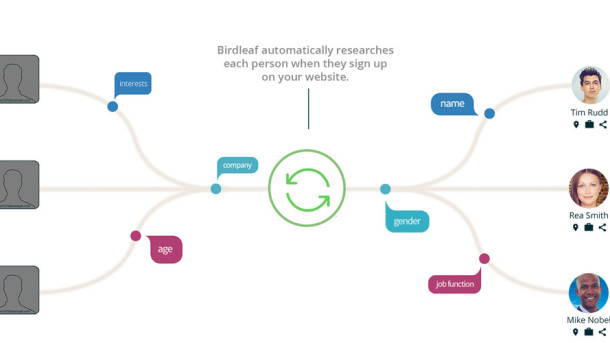 Birdleaf automatically researches
each person when they sign up
on your website.
interests
name
Tim Rudd
company
gender
Rea Smith
age
job function
Mike Nobel